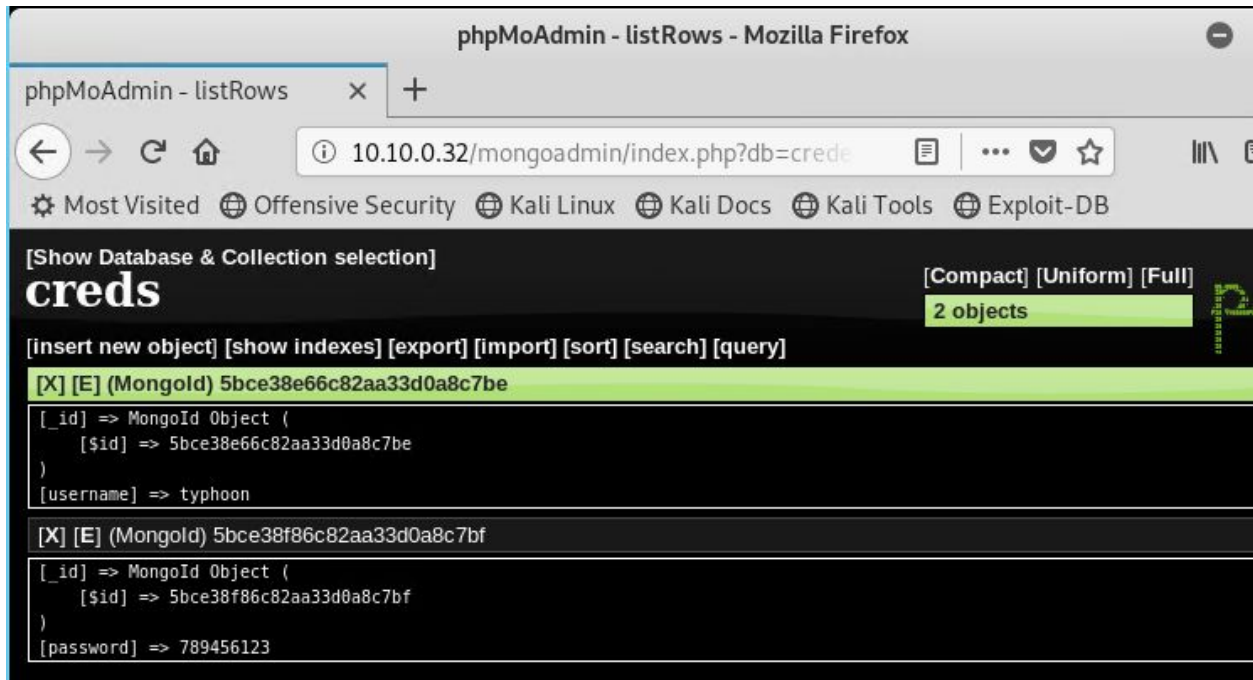 phpMoAdmin - listRows - Mozilla Firefox
phpMoAdmin - listRows
10.10.0.32/mongoadmin/index.php?db=crede
Most Visited Offensive Security Kali Linux Kali Docs Kali Tools Exploit-DB
[Show Database & Collection selection]
creds
[Compact] [Uniform] [Full]
2 objects
[insert new object] [show indexes] [export] [import] [sort] [search] [query]
[X] [E] (MongoId) 5bce38e66c82aa33d0a8c7be
[_id] => MongoId Object (
[$id] => 5bce38e66c82aa33d0a8c7be
)
[username] => typhoon
[X] [E] (MongoId) 5bce38f86c82aa33d0a8c7bf
[_id] => MongoId Object (
[$id] => 5bce38f86c82aa33d0a8c7bf
)
[password] => 789456123